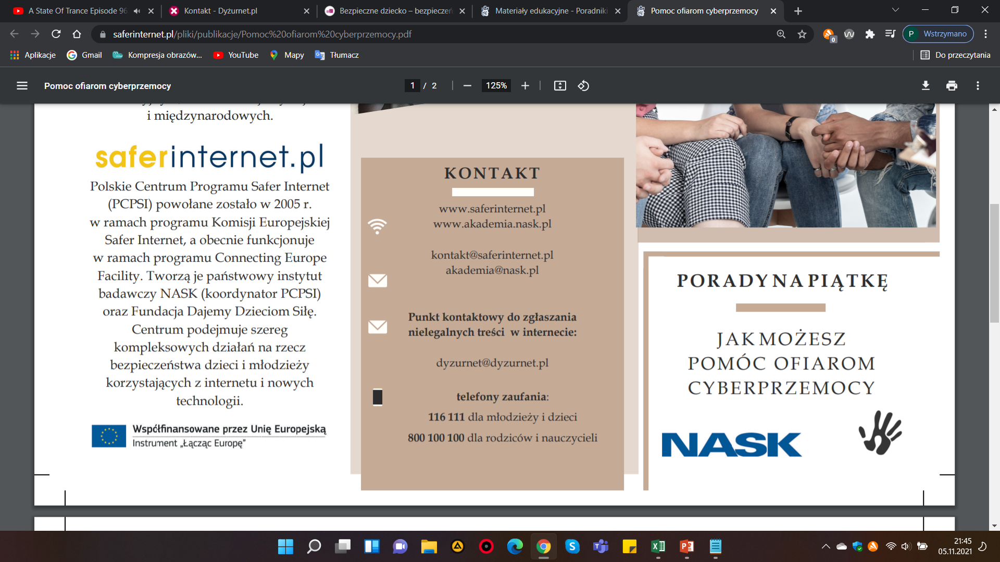 A State Of Trance Episode 96
Kontakt - Dyżurnet.pl
Bezpieczne dziecko – bezpieczeń
Materiały edukacyjne - Poradniki
Pomoc ofiarom cyberprzemocy
saferinternet.pl/pliki/publikacje/Pomoc%20ofiarom%20cyberprzemocy.pdf
0
P Wstrzymano
Aplikacje
Gmail
Kompresja obrazów...
YouTube
Mapy
Tłumacz
Do przeczytania
Pomoc ofiarom cyberprzemocy
1 / 2
125%
i międzynarodowych.
saferinternet.pl
Polskie Centrum Programu Safer Internet
(PCPSI) powołane zostało w 2005 r.
w ramach programu Komisji Europejskiej
Safer Internet, a obecnie funkcjonuje
w ramach programu Connecting Europe
Facility. Tworzą je państwowy instytut
badawczy NASK (koordynator PCPSI)
oraz Fundacja Dajemy Dzieciom Siłę.
Centrum podejmuje szereg
kompleksowych działań na rzecz
bezpieczeństwa dzieci i młodzieży
korzystających z internetu i nowych
technologii.
Współfinansowane przez Unię Europejską
Instrument „Łącząc Europę”
KONTAKT
www.saferinternet.pl
www.akademia.nask.pl
kontakt@saferinternet.pl
akademia@nask.pl
Punkt kontaktowy do zgłaszania
nielegalnych treści w internecie:
dyzurnet@dyzurnet.pl
telefony zaufania:
116 111 dla młodzieży i dzieci
800 100 100 dla rodziców i nauczycieli
PORADY NA PIĄTKĘ
JAK MOŻESZ
POMÓC OFIAROM
CYBERPRZEMOCY
NASK
21:45
05.11.2021